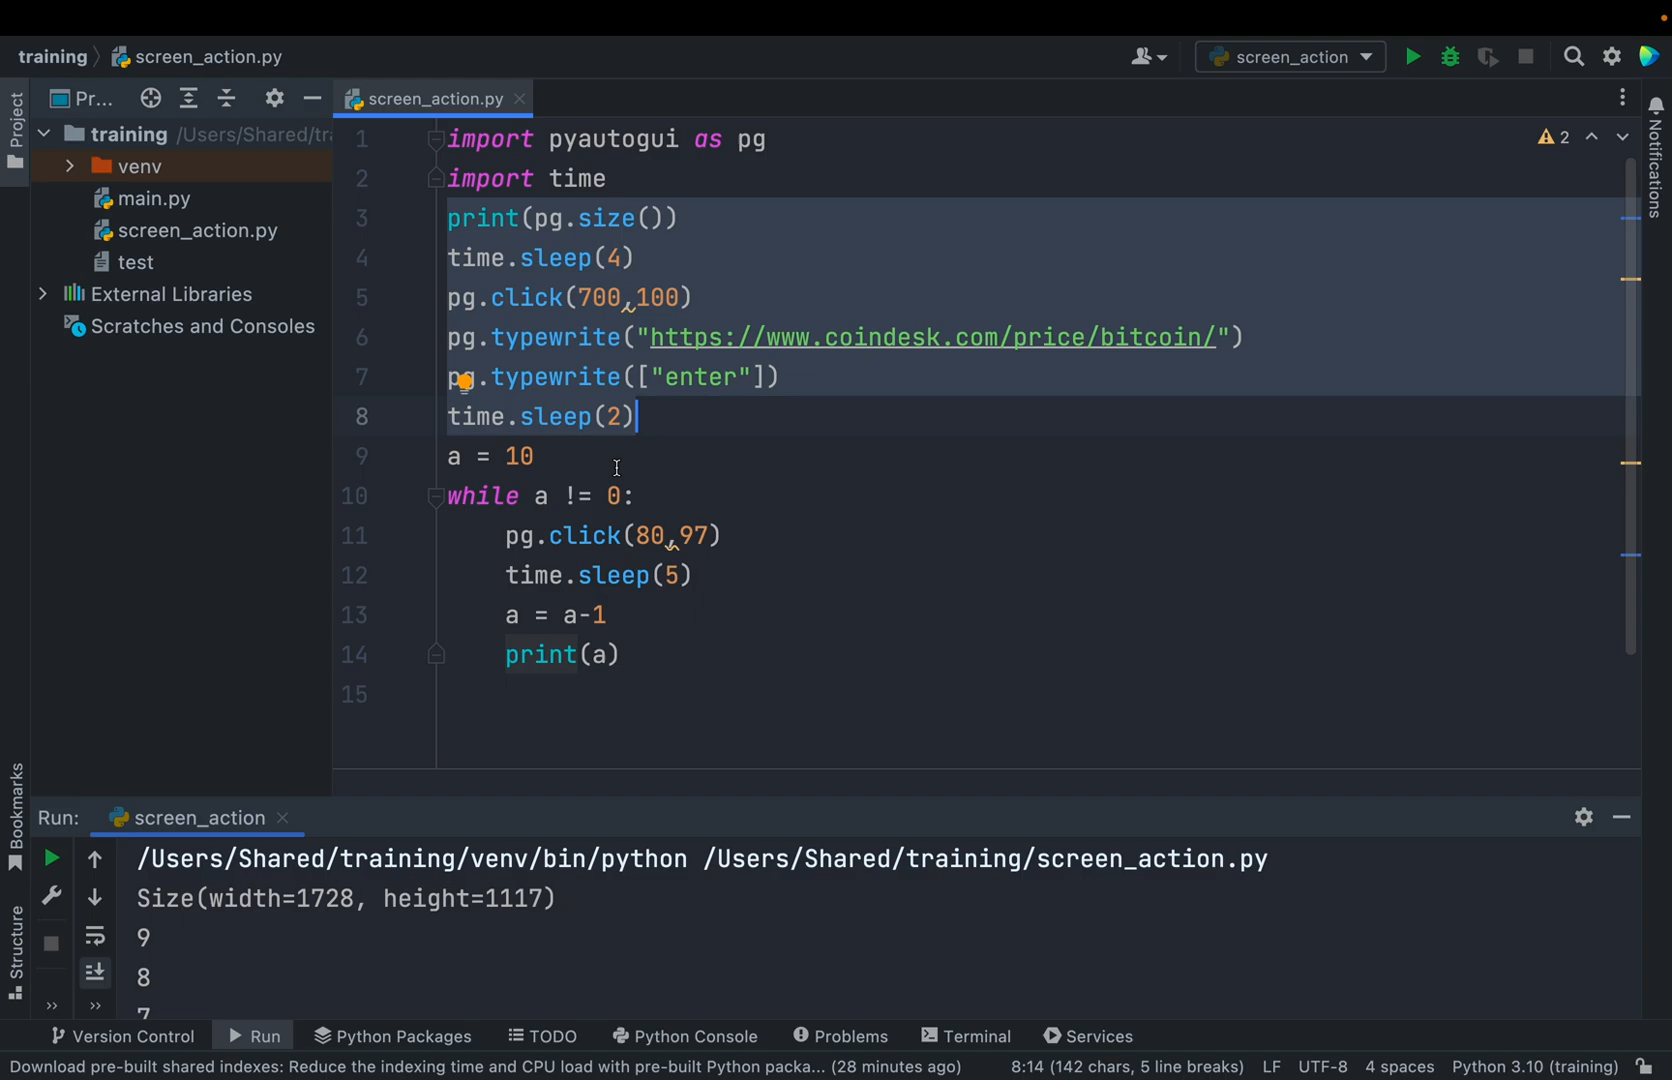 training screen_action.py
screen_action
Pr...
screen_action.py
Project
training /Users/Shared/tra
venv
main.py
screen_action.py
test
External Libraries
Scratches and Consoles
1 import pyautogui as pg
2 import time
3 print(pg.size())
4 time.sleep(4)
5 pg.click(700,100)
6 pg.typewrite("https://www.coindesk.com/price/bitcoin/")
7 pg.typewrite(["enter"])
8 time.sleep(2)
9 a = 10
10 while a != 0:
11 pg.click(80,97)
12 time.sleep(5)
13 a = a-1
14 print(a)
15
2
Notifications
Bookmarks
Structure
Run: screen_action
/Users/Shared/training/venv/bin/python /Users/Shared/training/screen_action.py
Size(width=1728, height=1117)
9
8
7
Version Control Run Python Packages TODO Python Console Problems Terminal Services
Download pre-built shared indexes: Reduce the indexing time and CPU load with pre-built Python packa... (28 minutes ago) 8:14 (142 chars, 5 line breaks) LF UTF-8 4 spaces Python 3.10 (training)